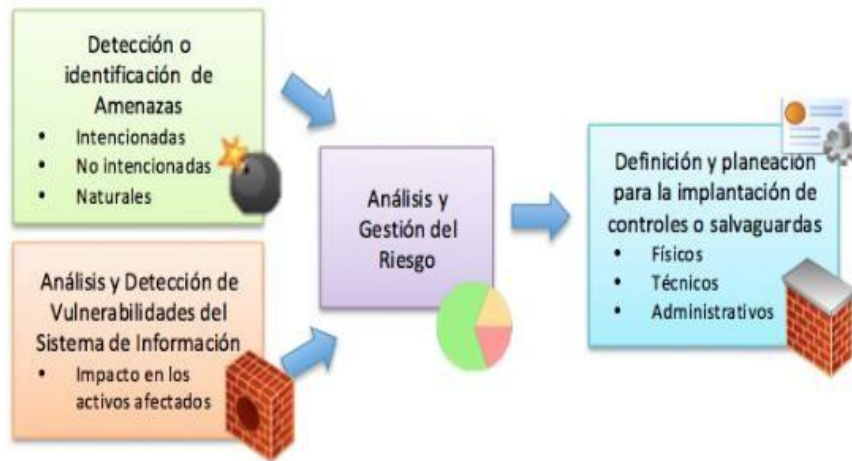 Detección o
identificación de
Amenazas
• Intencionadas
• No intencionadas
• Naturales
Análisis y Detección de
Vulnerabilidades del
Sistema de Información
• Impacto en los
activos afectados
Análisis y
Gestión del
Riesgo
Definición y planeación
para la implantación de
controles o salvaguardas
• Físicos
• Técnicos
• Administrativos